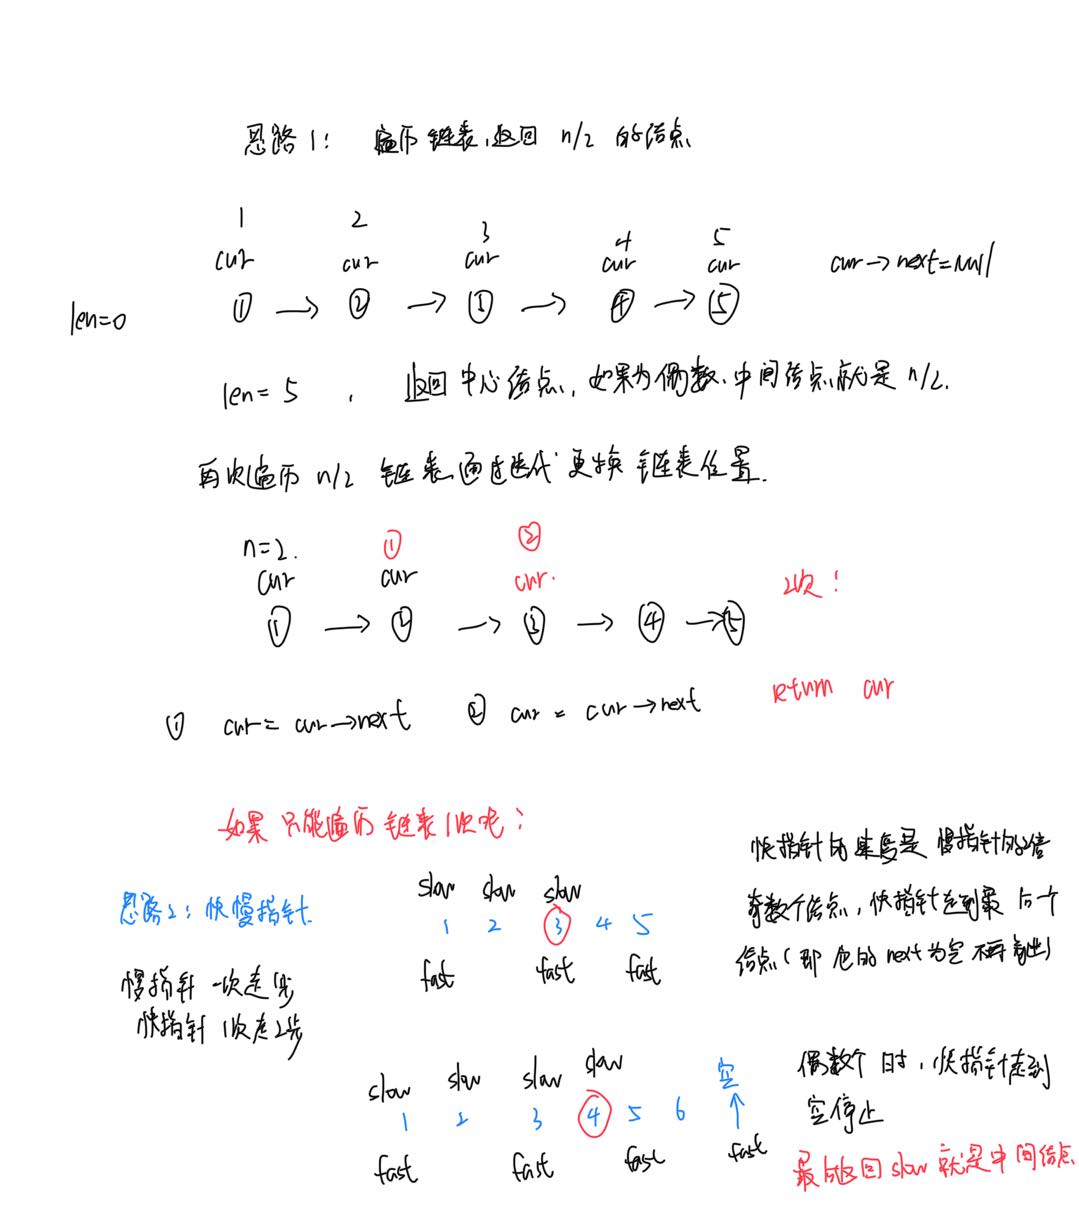 思路1: 遍历链表,返回 n/2 的结点
1 2 3 4 5
cur cur cur cur cur cur→next=null
len=0 ① → ② → ③ → ④ → ⑤
len=5 , 返回中心结点,如果为偶数,中间结点就是 n/2.
再次遍历 n/2 链表,通过迭代更换链表位置.
n=2. ① ②
cur cur cur. 2次!
① → ② → ③ → ④ → ⑤
① cur = cur→next ② cur = cur→next return cur
如果只能遍历链表1次呢?
思路2: 快慢指针.
慢指针一次走1步
快指针1次走2步
slow slow slow
1 2 3 4 5
fast fast fast
快指针的速度是慢指针的2倍
奇数个结点,快指针走到最后一个
结点(即它的next为空不再走)
slow slow slow slow 空
1 2 3 4 5 6 ↑
fast fast fast fast
偶数个时,快指针走到
空停止
最后返回slow就是中间结点